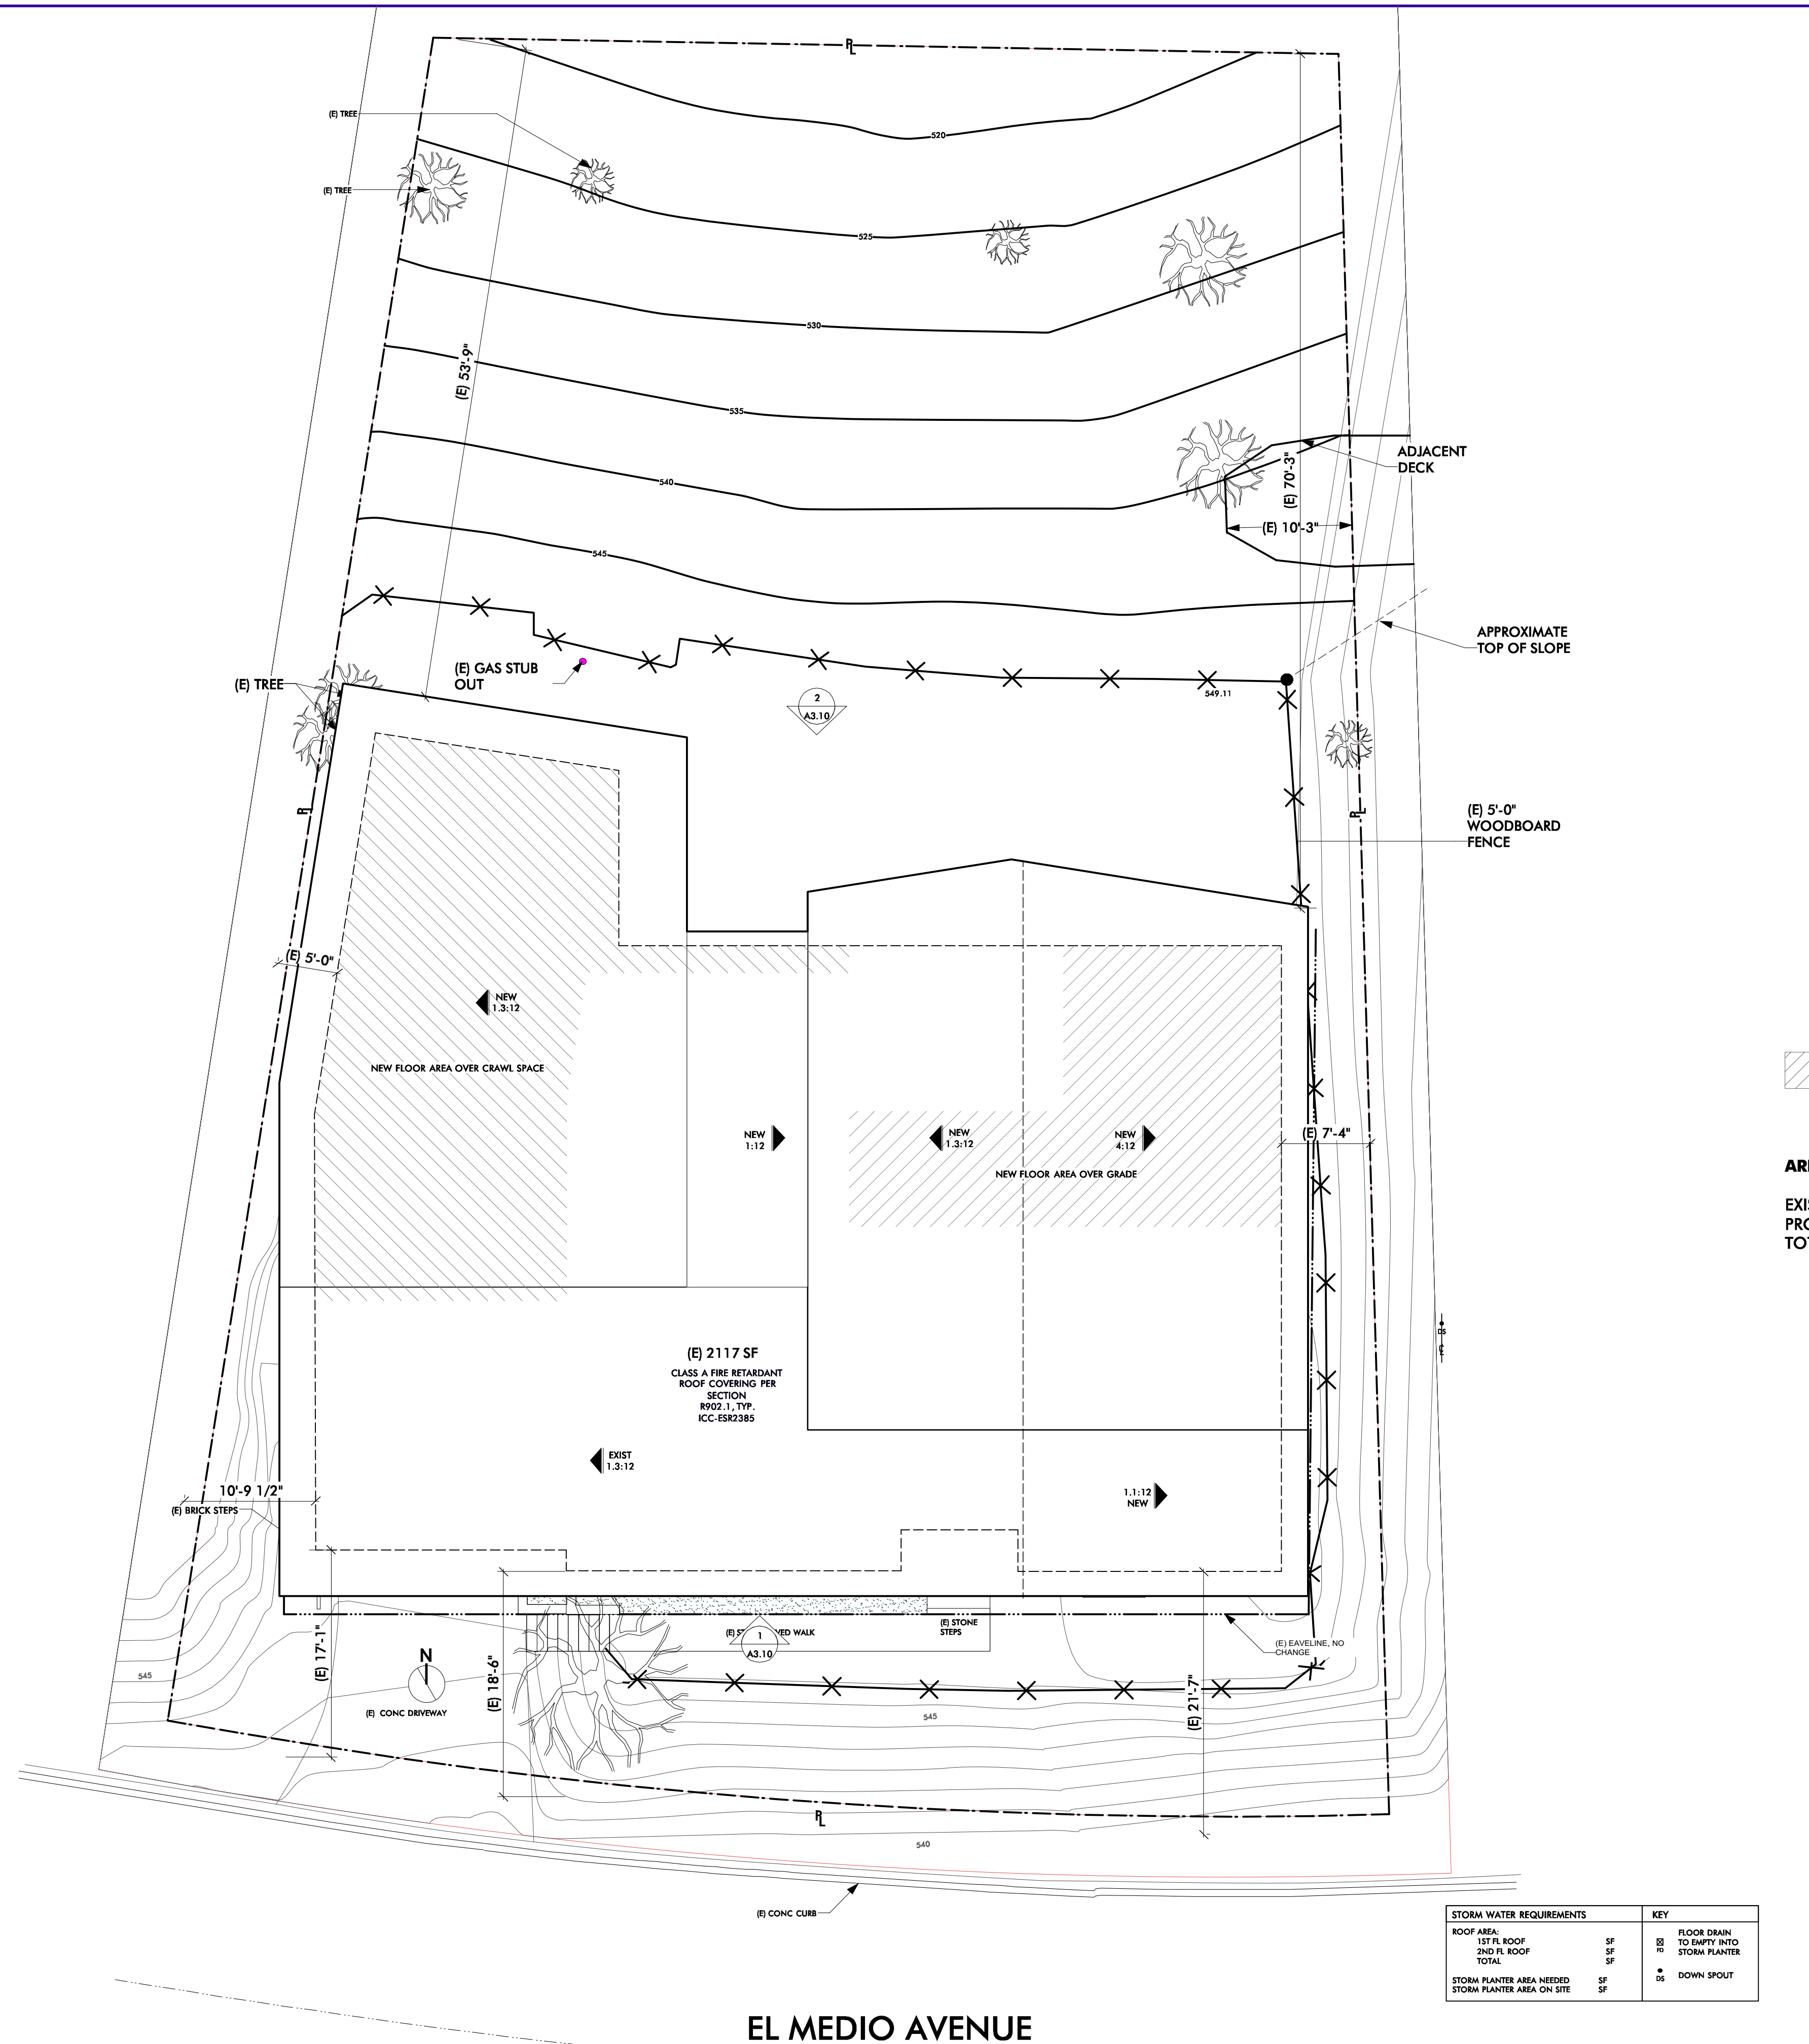 PL
(E) TREE
520
(E) TREE
525
530
(E) 53'-9"
535
ADJACENT
DECK
(E) 70'-3"
540
(E) 10'-3"
545
APPROXIMATE
TOP OF SLOPE
(E) GAS STUB
OUT
(E) TREE
549.11
2
A3.10
PL
PL
(E) 5'-0"
WOODBOARD
FENCE
(E) 5'-0"
NEW
1.3:12
NEW FLOOR AREA OVER CRAWL SPACE
NEW
1:12
NEW
1.3:12
NEW
4:12
(E) 7'-4"
NEW FLOOR AREA OVER GRADE
DS
(E) 2117 SF
CLASS A FIRE RETARDANT
ROOF COVERING PER
SECTION
R902.1, TYP.
ICC-ESR2385
EXIST
1.3:12
10'-9 1/2"
(E) BRICK STEPS
1.1:12
NEW
(E) STONE
STEPS
(E) WALK
1
A3.10
(E) EAVELINE, NO
CHANGE
(E) 17'-1"
N
(E) 18'-6"
(E) 21'-7"
545
(E) CONC DRIVEWAY
545
PL
540
(E) CONC CURB
STORM WATER REQUIREMENTS
ROOF AREA:
1ST FL ROOF SF
2ND FL ROOF SF
TOTAL SF
STORM PLANTER AREA NEEDED SF
STORM PLANTER AREA ON SITE SF
KEY
FLOOR DRAIN
TO EMPTY INTO
FD STORM PLANTER
DS DOWN SPOUT
EL MEDIO AVENUE